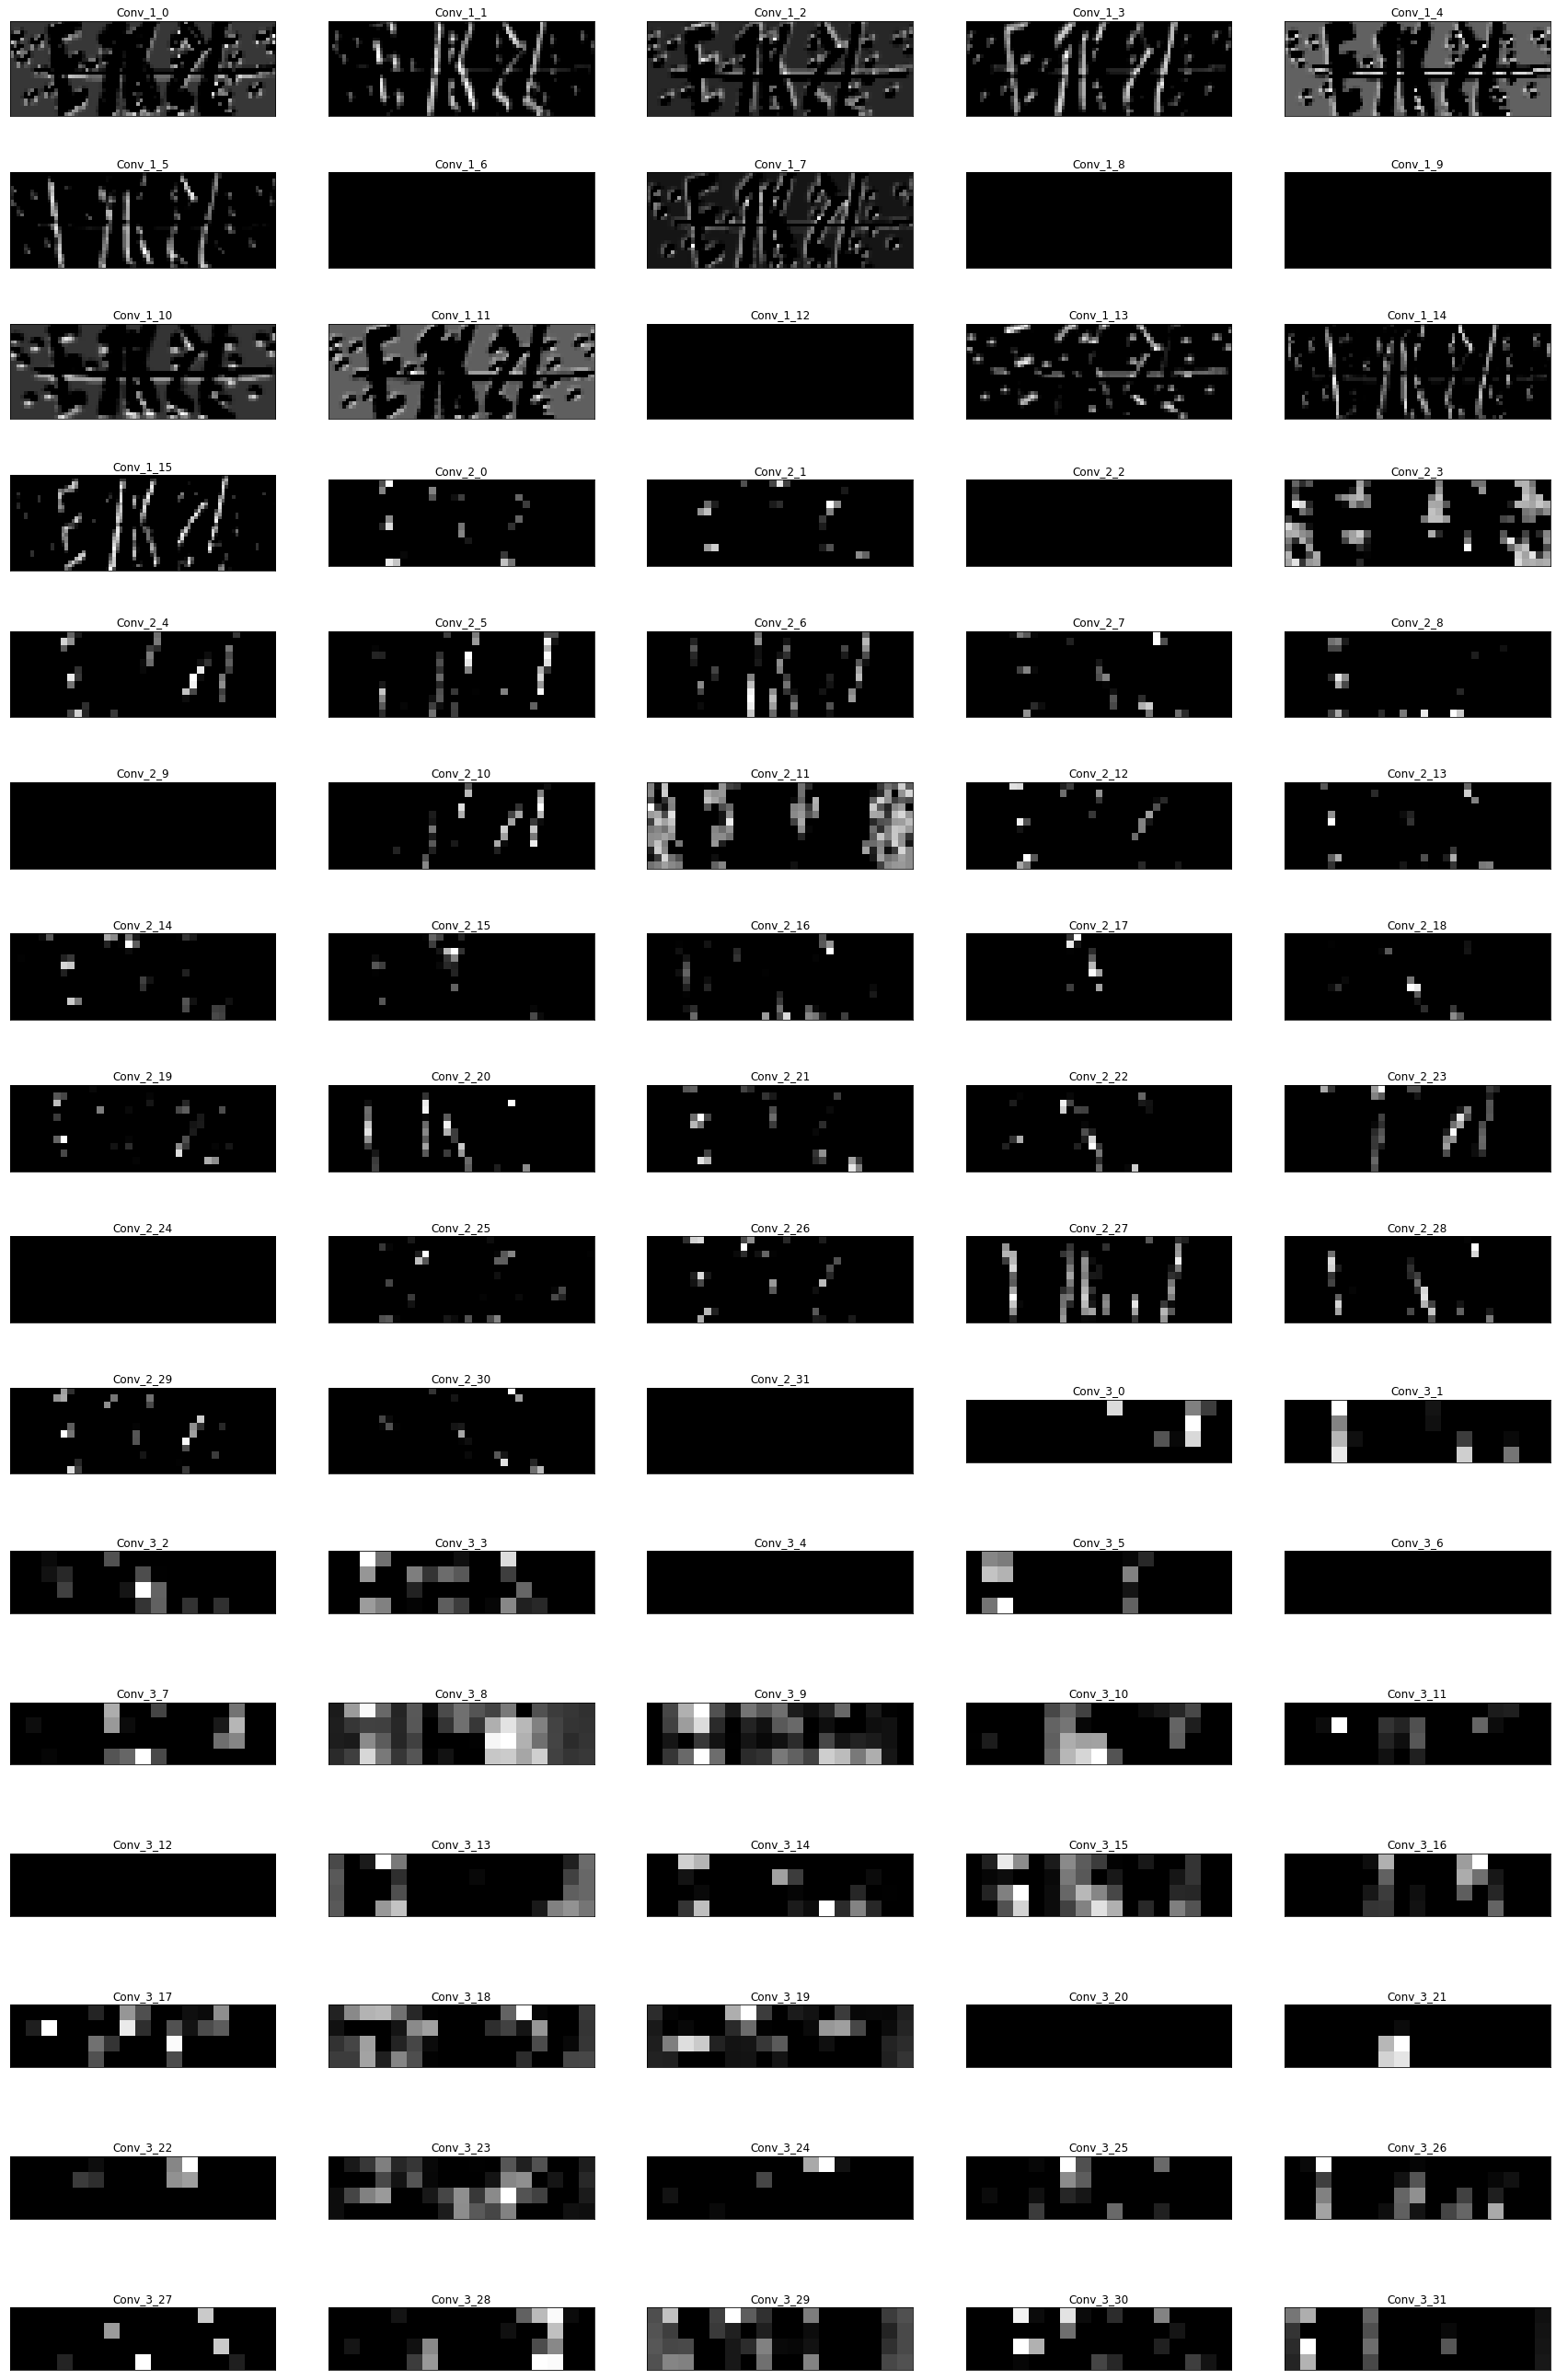 Conv_1_0 Conv_1_1 Conv_1_2 Conv_1_3 Conv_1_4
Conv_1_5 Conv_1_6 Conv_1_7 Conv_1_8 Conv_1_9
Conv_1_10 Conv_1_11 Conv_1_12 Conv_1_13 Conv_1_14
Conv_1_15 Conv_2_0 Conv_2_1 Conv_2_2 Conv_2_3
Conv_2_4 Conv_2_5 Conv_2_6 Conv_2_7 Conv_2_8
Conv_2_9 Conv_2_10 Conv_2_11 Conv_2_12 Conv_2_13
Conv_2_14 Conv_2_15 Conv_2_16 Conv_2_17 Conv_2_18
Conv_2_19 Conv_2_20 Conv_2_21 Conv_2_22 Conv_2_23
Conv_2_24 Conv_2_25 Conv_2_26 Conv_2_27 Conv_2_28
Conv_2_29 Conv_2_30 Conv_2_31 Conv_3_0 Conv_3_1
Conv_3_2 Conv_3_3 Conv_3_4 Conv_3_5 Conv_3_6
Conv_3_7 Conv_3_8 Conv_3_9 Conv_3_10 Conv_3_11
Conv_3_12 Conv_3_13 Conv_3_14 Conv_3_15 Conv_3_16
Conv_3_17 Conv_3_18 Conv_3_19 Conv_3_20 Conv_3_21
Conv_3_22 Conv_3_23 Conv_3_24 Conv_3_25 Conv_3_26
Conv_3_27 Conv_3_28 Conv_3_29 Conv_3_30 Conv_3_31